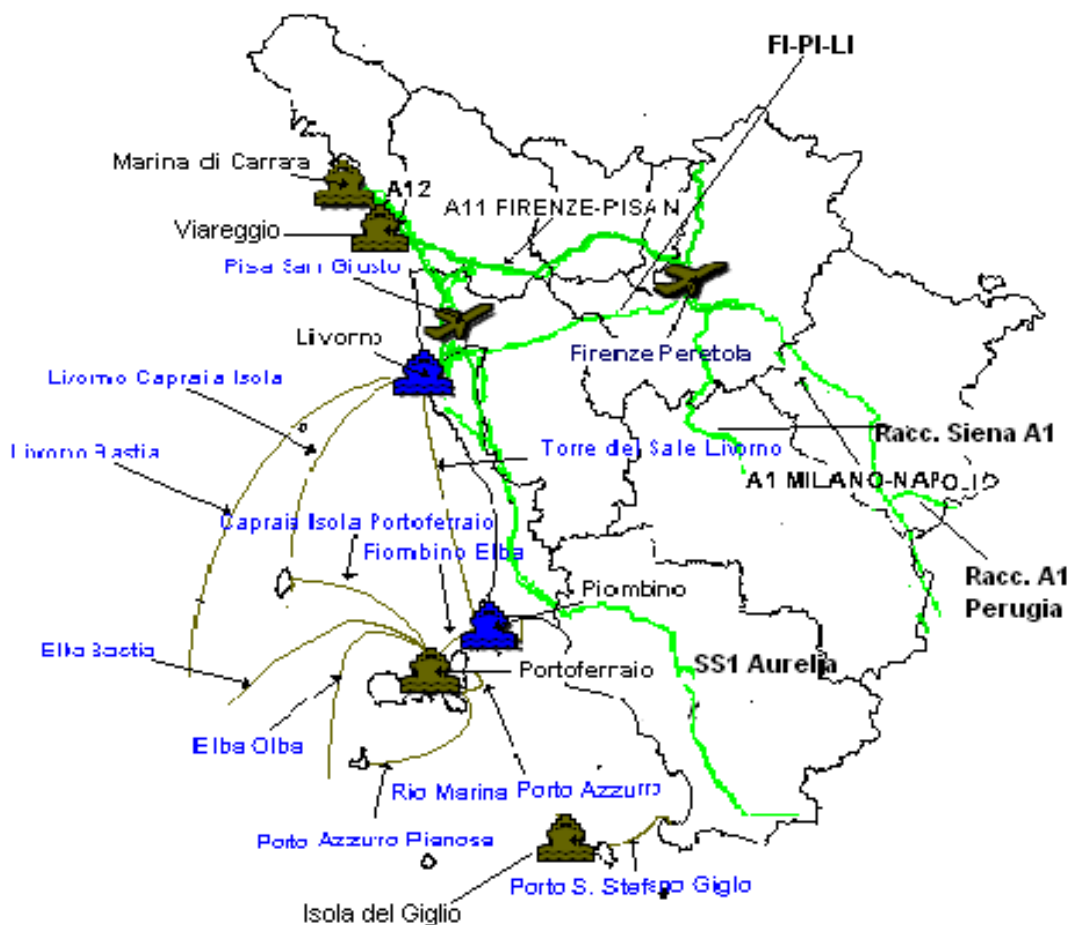 FI-PI-LI
Marina di Carrara
A12
A11 FIRENZE-PISA N
Viareggio
Pisa San Giusto
Livorno
Firenze Peretola
Livorno Capraia Isola
Racc. Siena A1
Livorno Bastia
Torre del Sale Livorno
A1 MILANO-NAPOLI
Capraia Isola Portoferraio
Piombino Elba
Racc. A1
Perugia
Piombino
Elba Bastia
Portoferraio
SS1 Aurelia
Elba Olba
Rio Marina Porto Azzurro
Porto Azzurro Pianosa
Porto S. Stefano Giglo
Isola del Giglio